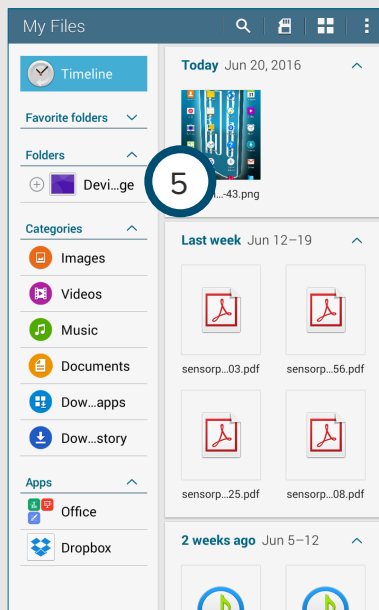 My Files
Timeline
Favorite folders
Folders
Devi...ge
Categories
Images
Videos
Music
Documents
Dow...apps
Dow...story
Apps
Office
Dropbox
5
Today Jun 20, 2016
...-43.png
Last week Jun 12–19
sensorp...03.pdf
sensorp...56.pdf
sensorp...25.pdf
sensorp...08.pdf
2 weeks ago Jun 5–12